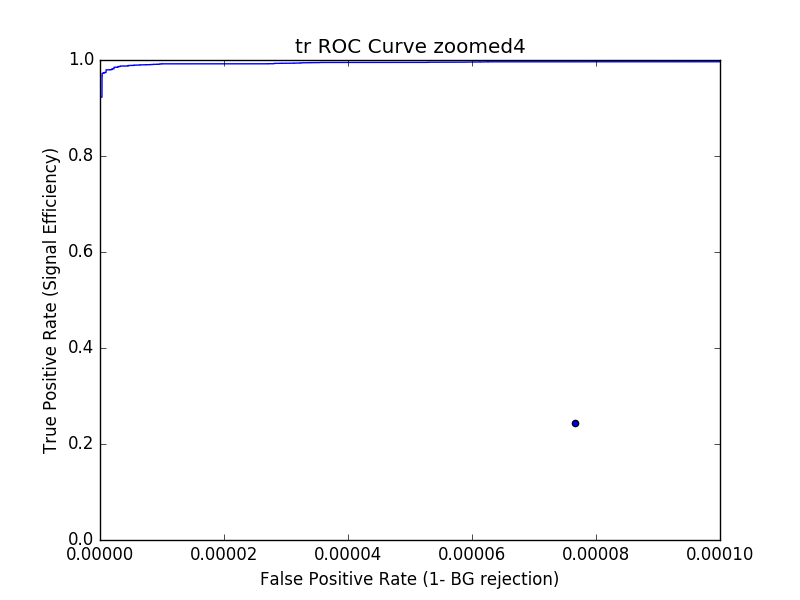 tr ROC Curve zoomed4
1.0
0.8
0.6
0.4
0.2
0.0
True Positive Rate (Signal Efficiency)
0.00000 0.00002 0.00004 0.00006 0.00008 0.00010
False Positive Rate (1- BG rejection)